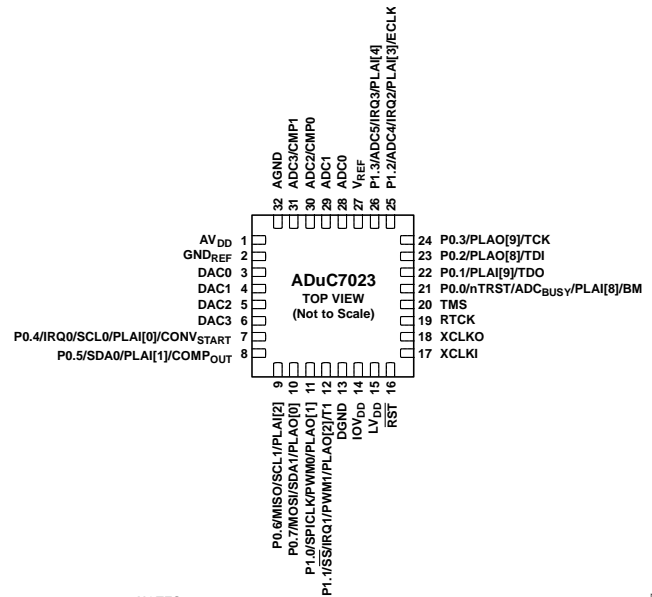 P1.3/ADC5/IRQ3/PLAI[4]
P1.2/ADC4/IRQ2/PLAI[3]/ECLK
AGND
ADC3/CMP1
ADC2/CMP0
ADC1
ADC0
VREF
32 31 30 29 28 27 26 25
AVDD 1
GNDREF 2
DAC0 3
DAC1 4
DAC2 5
DAC3 6
P0.4/IRQ0/SCL0/PLAI[0]/CONVSTART 7
P0.5/SDA0/PLAI[1]/COMPOUT 8
ADuC7023
TOP VIEW
(Not to Scale)
24 P0.3/PLAO[9]/TCK
23 P0.2/PLAO[8]/TDI
22 P0.1/PLAI[9]/TDO
21 P0.0/nTRST/ADCBUSY/PLAI[8]/BM
20 TMS
19 RTCK
18 XCLKO
17 XCLKI
9 10 11 12 13 14 15 16
P0.6/MISO/SCL1/PLAI[2]
P0.7/MOSI/SDA1/PLAO[0]
P1.0/SPICLK/PWM0/PLAO[1]
P1.1/SS/IRQ1/PWM1/PLAO[2]/T1
DGND
IOVDD
LVDD
RST